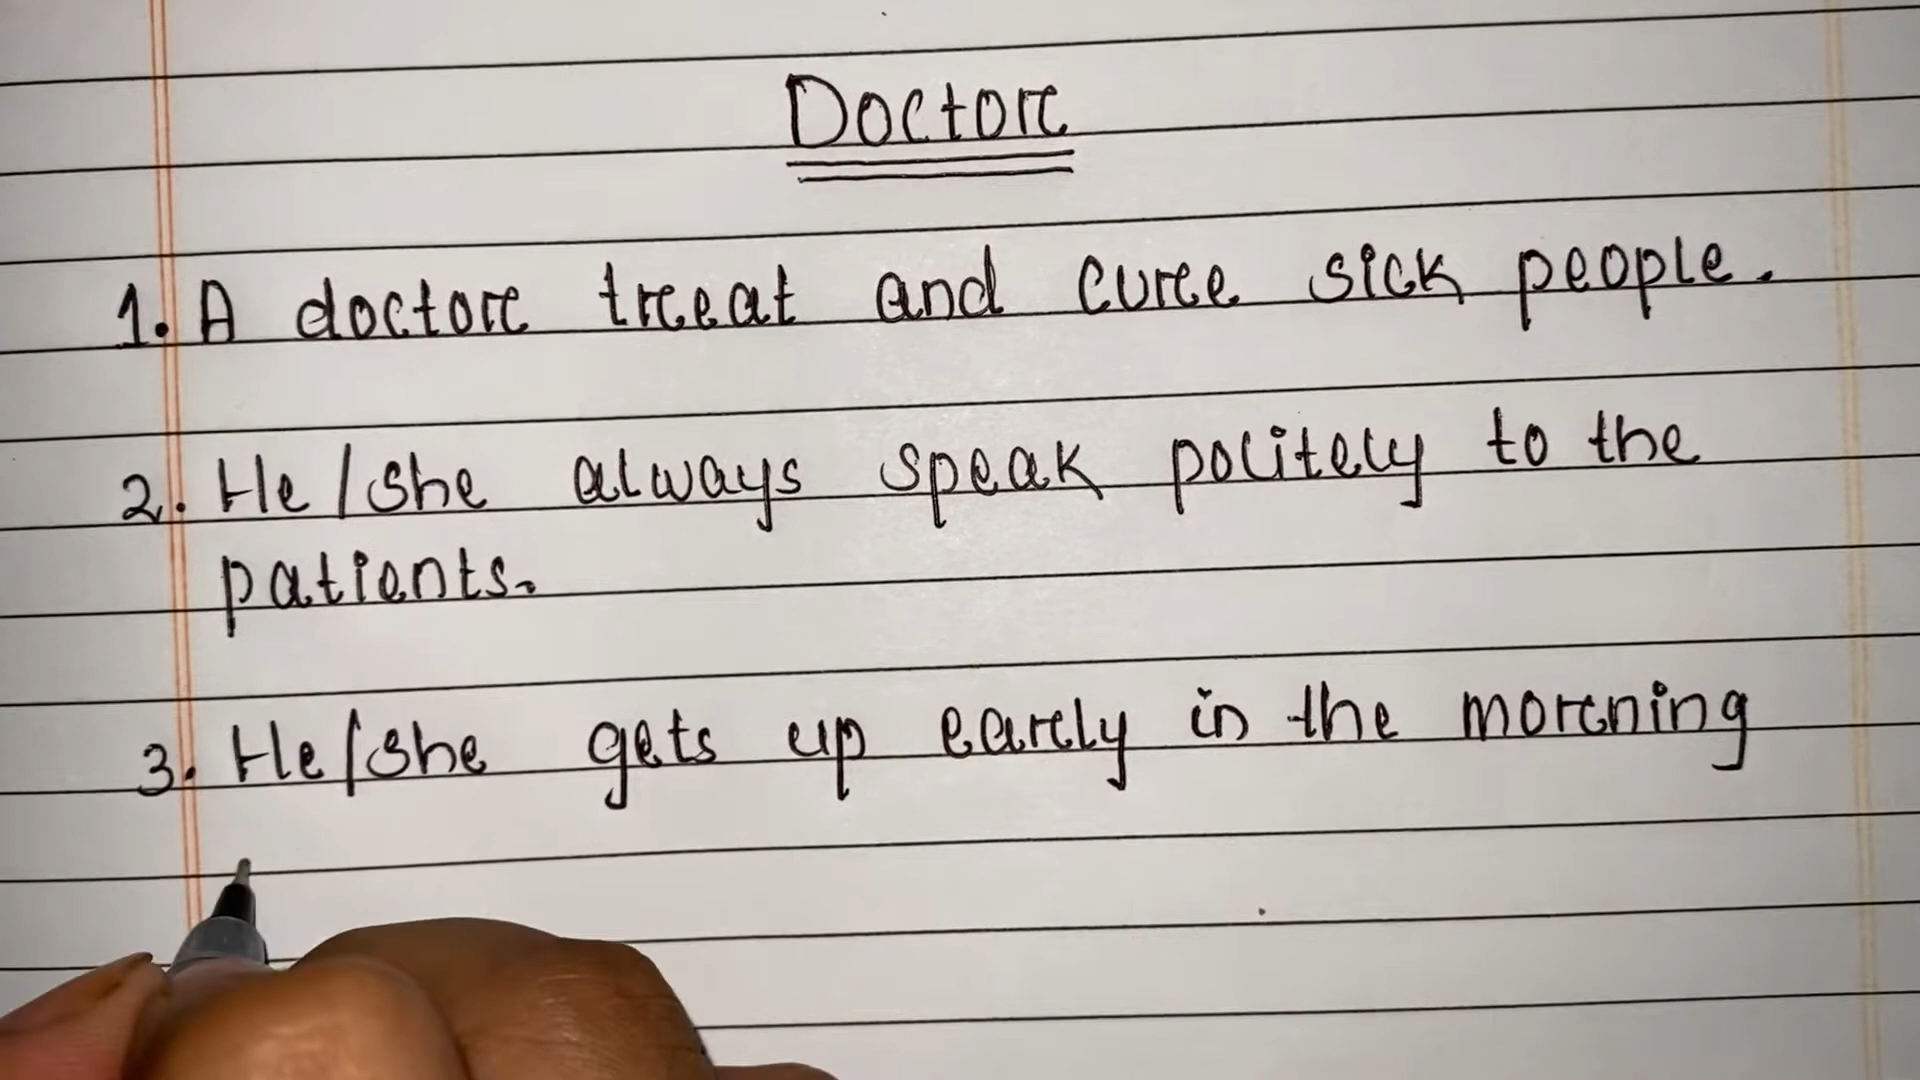 Doctor
1. A doctor treat and cure sick people.
2. He/she always speak politely to the
patients.
3. He/she gets up early in the morning